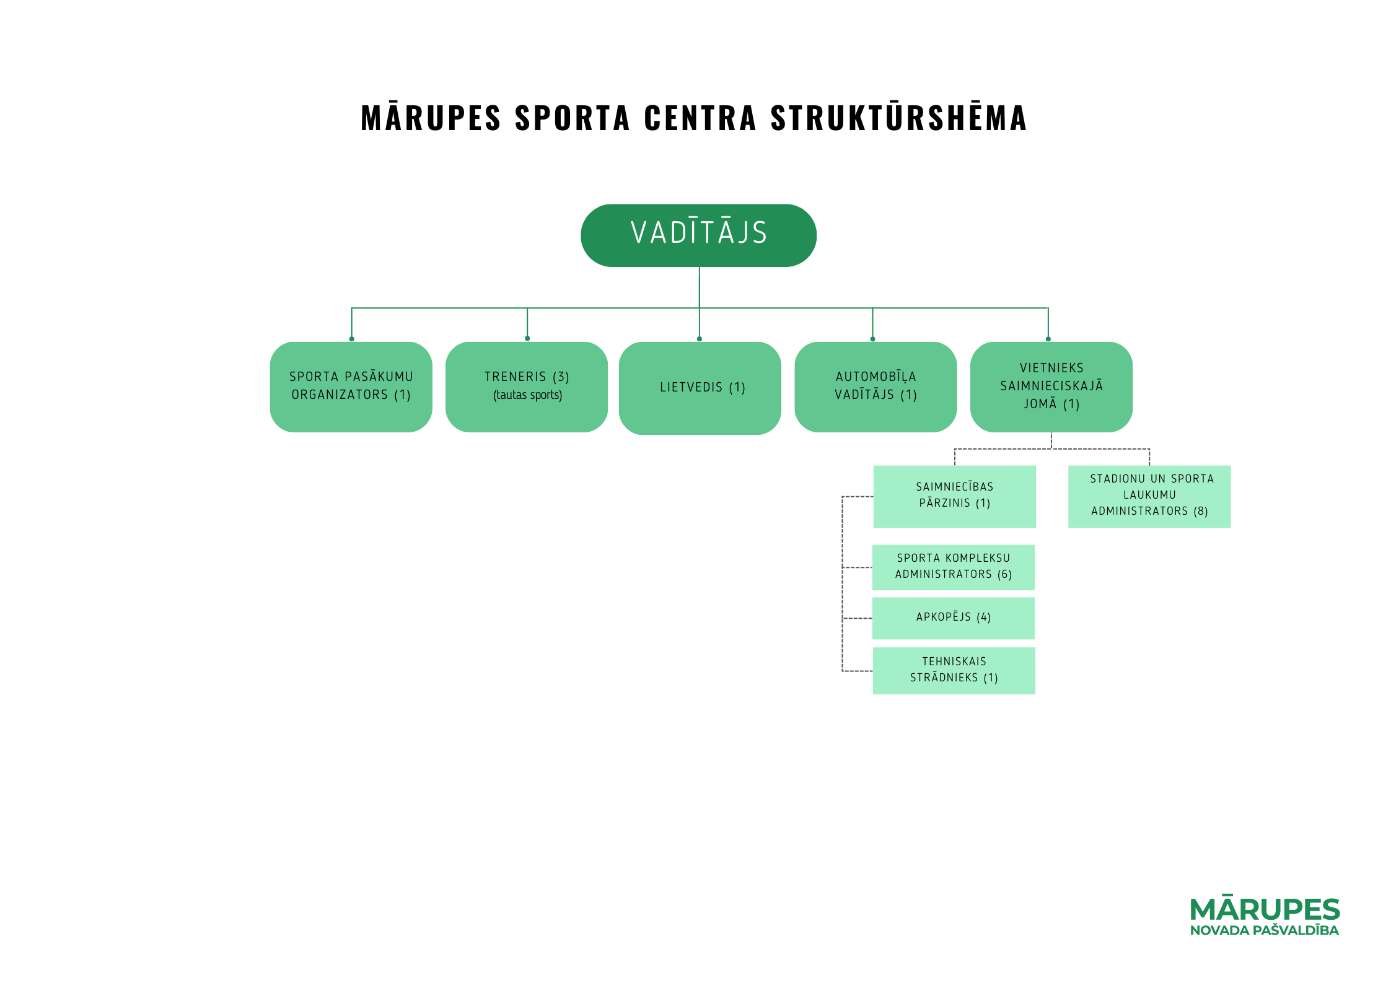 MĀRUPES SPORTA CENTRA STRUKTŪRSHĒMA
VADĪTĀJS
SPORTA PASĀKUMU
ORGANIZATORS (1)
TRENERIS (3)
(tautas sports)
LIETVEDIS (1)
AUTOMOBĪĻA
VADĪTĀJS (1)
VIETNIEKS
SAIMNIECISKAJĀ
JOMĀ (1)
SAIMNIECĪBAS
PĀRZINIS (1)
STADIONU UN SPORTA
LAUKUMU
ADMINISTRATORS (8)
SPORTA KOMPLEKSU
ADMINISTRATORS (6)
APKOPĒJS (4)
TEHNISKAIS
STRĀDNIEKS (1)
MĀRUPES
NOVADA PAŠVALDĪBA